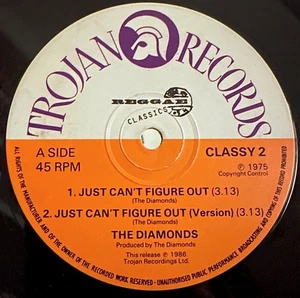 TROJAN RECORDS
REGGAE
CLASSICS
A SIDE
45 RPM
CLASSY 2
℗ 1975
Copyright Control
1. JUST CAN'T FIGURE OUT (3.13)
(The Diamonds)
2. JUST CAN'T FIGURE OUT (Version) (3.13)
(The Diamonds)
THE DIAMONDS
Produced by The Diamonds
This release ℗ 1986
Trojan Recordings Ltd.
ALL RIGHTS OF THE MANUFACTURER AND OF THE OWNER OF THE RECORDED WORK RESERVED — UNAUTHORISED PUBLIC PERFORMANCE, BROADCASTING AND COPYING OF THIS RECORD PROHIBITED